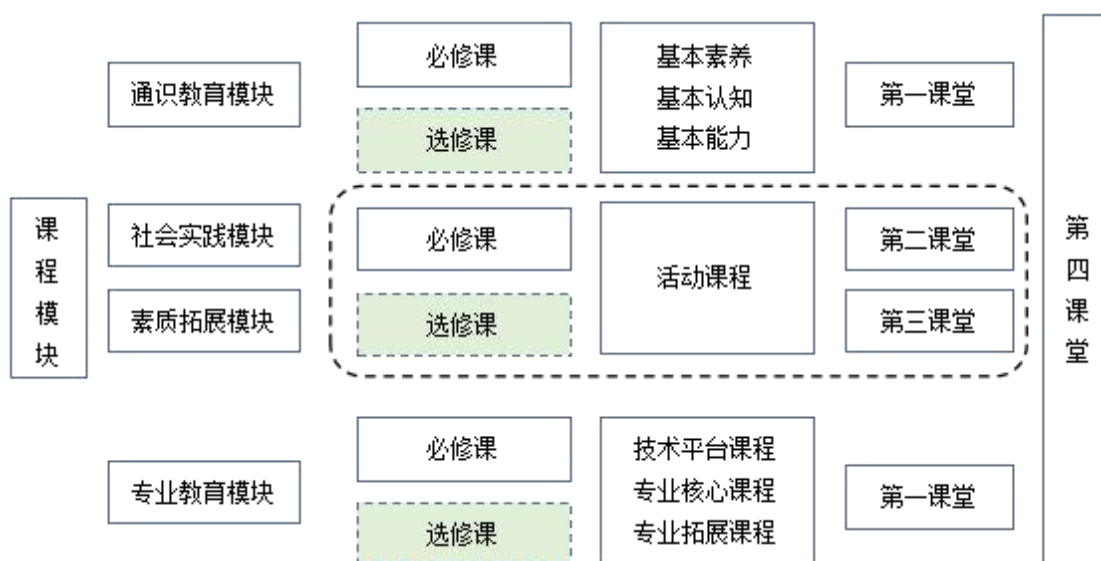 课程模块
通识教育模块
必修课
选修课
基本素养
基本认知
基本能力
第一课堂
社会实践模块
素质拓展模块
必修课
选修课
活动课程
第二课堂
第三课堂
专业教育模块
必修课
选修课
技术平台课程
专业核心课程
专业拓展课程
第一课堂
第四课堂